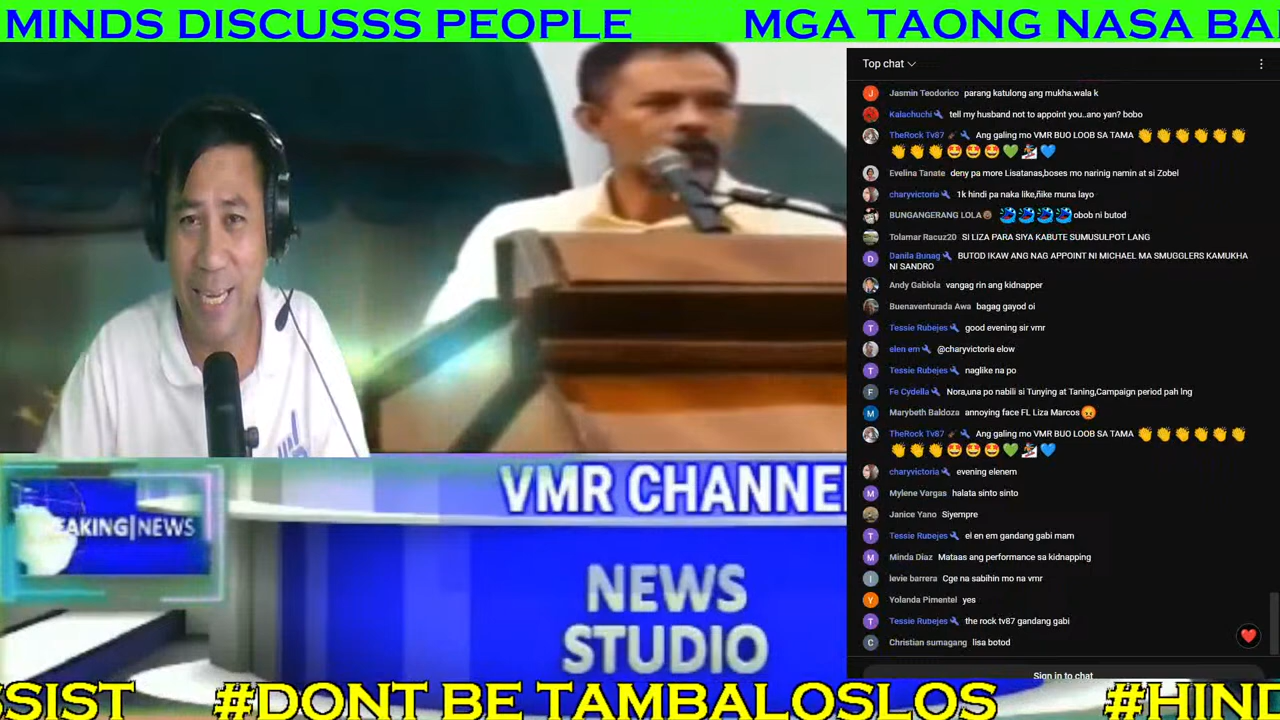 MINDS DISCUSSS PEOPLE MGA TAONG NASA BA
Top chat
Jasmin Teodorico parang katulong ang mukha.wala k
Kalachuchi tell my husband not to appoint you..ano yan? bobo
TheRock Tv87 Ang galing mo VMR BUO LOOB SA TAMA 👏👏👏👏👏👏
👏👏👏🤩🤩🤩💚🏂💙
Evelina Tanate deny pa more Lisatanas,boses mo narinig namin at si Zobel
charyvictoria 1k hindi pa naka like,ñike muna layo
BUNGANGERANG LOLA obob ni butod
Tolamar Racuz20 SI LIZA PARA SIYA KABUTE SUMUSULPOT LANG
Danila Bunag BUTOD IKAW ANG NAG APPOINT NI MICHAEL MA SMUGGLERS KAMUKHA
NI SANDRO
Andy Gabiola vangag rin ang kidnapper
Buenaventurada Awa bagag gayod oi
Tessie Rubejes good evening sir vmr
elen em @charyvictoria elow
Tessie Rubejes naglike na po
Fe Cydella Nora,una po nabili si Tunying at Taning,Campaign period pah lng
Marybeth Baldoza annoying face FL Liza Marcos😡
TheRock Tv87 Ang galing mo VMR BUO LOOB SA TAMA 👏👏👏👏👏👏
👏👏👏🤩🤩🤩💚🏂💙
charyvictoria evening elenem
Mylene Vargas halata sinto sinto
Janice Yano Siyempre
Tessie Rubejes el en em gandang gabi mam
Minda Diaz Mataas ang performance sa kidnapping
levie barrera Cge na sabihin mo na vmr
Yolanda Pimentel yes
Tessie Rubejes the rock tv87 gandang gabi
Christian sumagang lisa botod
Sign in to chat
VMR CHANNE
EAKING|NEWS
NEWS
STUDIO
SSIST #DONT BE TAMBALOSLOS #HIND